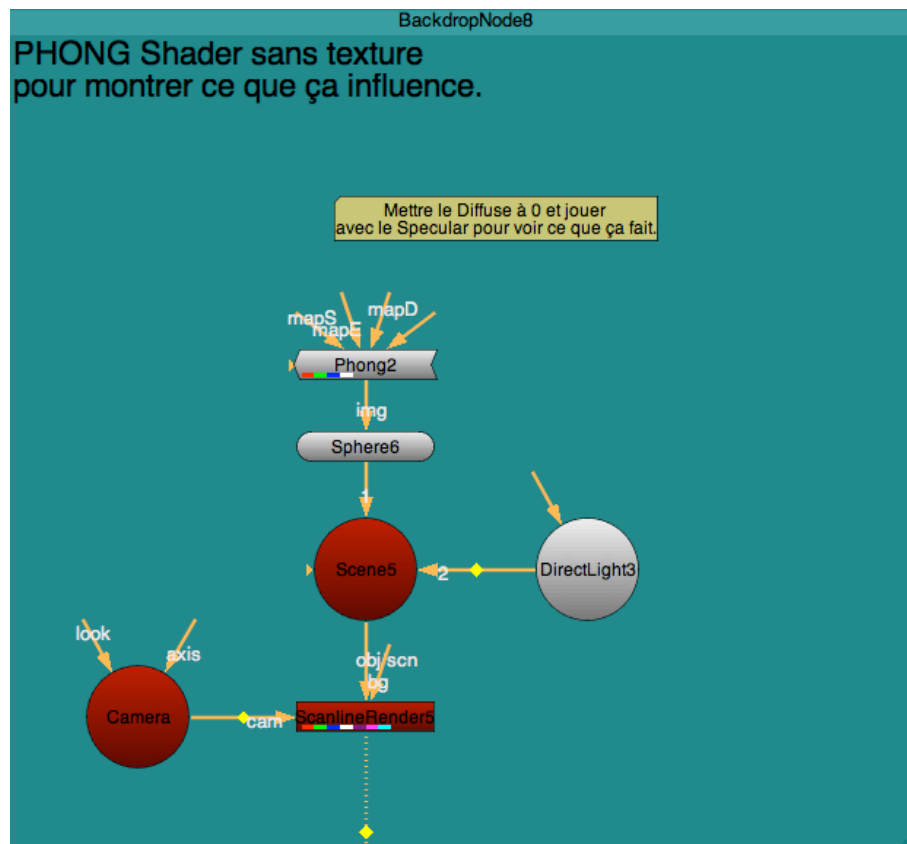 BackdropNode8
PHONG Shader sans texture
pour montrer ce que ça influence.
Mettre le Diffuse à 0 et jouer
avec le Specular pour voir ce que ça fait.
mapD
mapS
mapE
Phong2
img
Sphere6
1
Scene5
2
DirectLight3
look
axis
obj/scn
bg
Camera
cam
ScanlineRender5